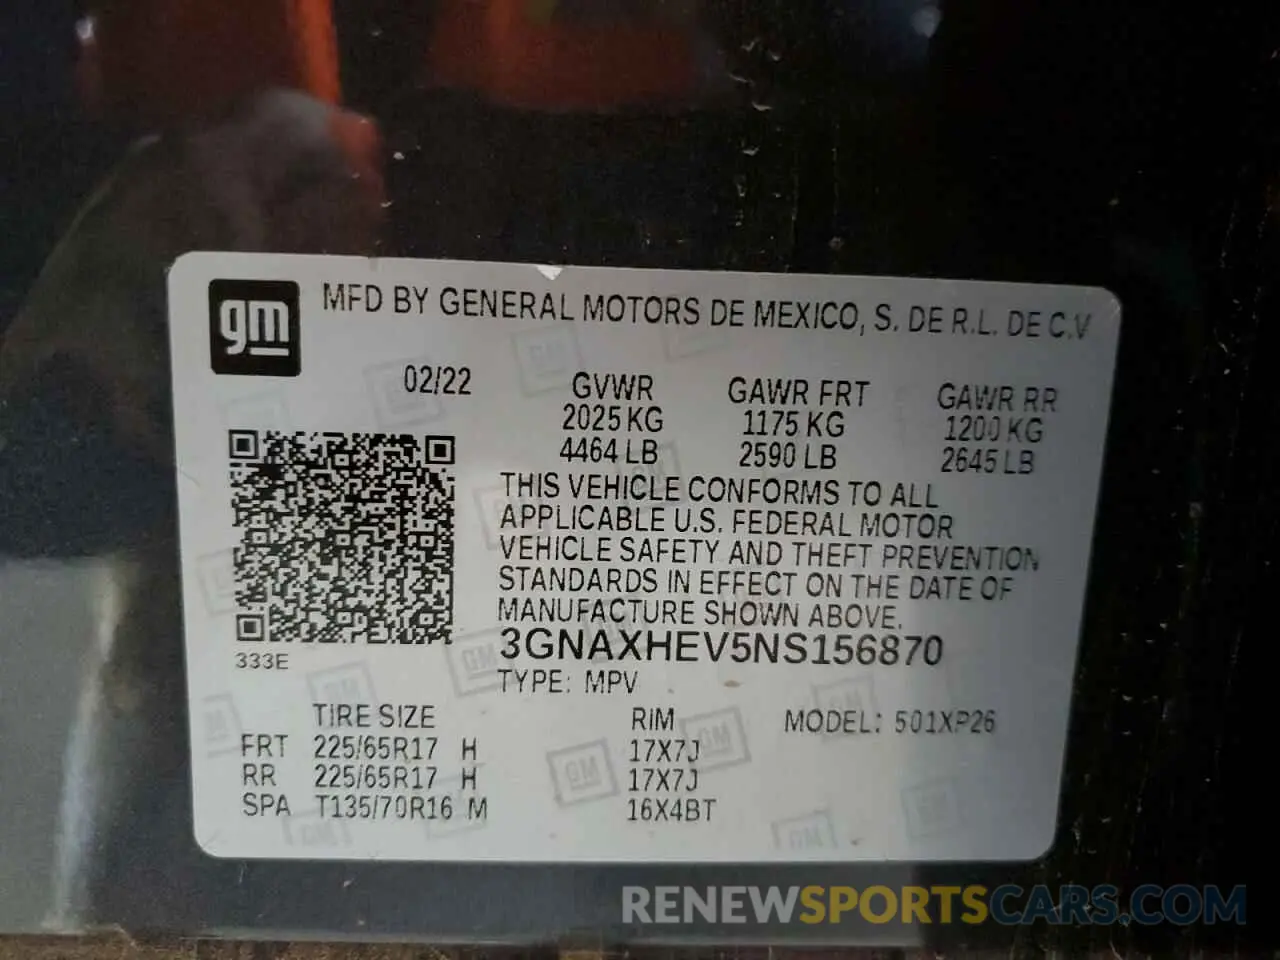 gm MFD BY GENERAL MOTORS DE MEXICO, S. DE R.L. DE C.V
02/22 GVWR GAWR FRT GAWR RR
2025 KG 1175 KG 1200 KG
4464 LB 2590 LB 2645 LB
THIS VEHICLE CONFORMS TO ALL
APPLICABLE U.S. FEDERAL MOTOR
VEHICLE SAFETY AND THEFT PREVENTION
STANDARDS IN EFFECT ON THE DATE OF
MANUFACTURE SHOWN ABOVE.
3GNAXHEV5NS156870
333E
TYPE: MPV
TIRE SIZE RIM MODEL: 501XP26
FRT 225/65R17 H 17X7J
RR 225/65R17 H 17X7J
SPA T135/70R16 M 16X4BT
RENEWSPORTSCARS.COM